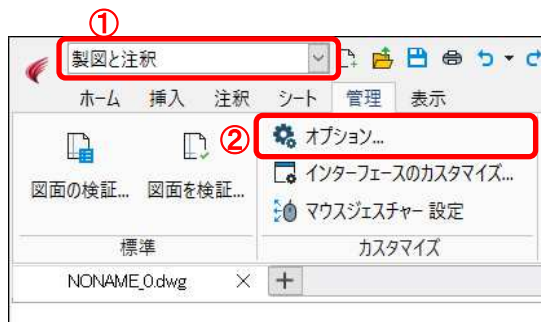 ①
製図と注釈
ホーム 挿入 注釈 シート 管理 表示
② オプション...
インターフェースのカスタマイズ...
マウスジェスチャー 設定
図面の検証... 図面を検証...
標準 カスタマイズ
NONAME_0.dwg